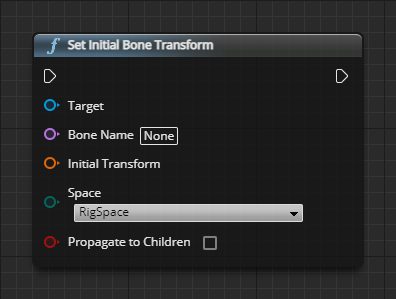 f Set Initial Bone Transform
Target
Bone Name None
Initial Transform
Space
RigSpace
Propagate to Children